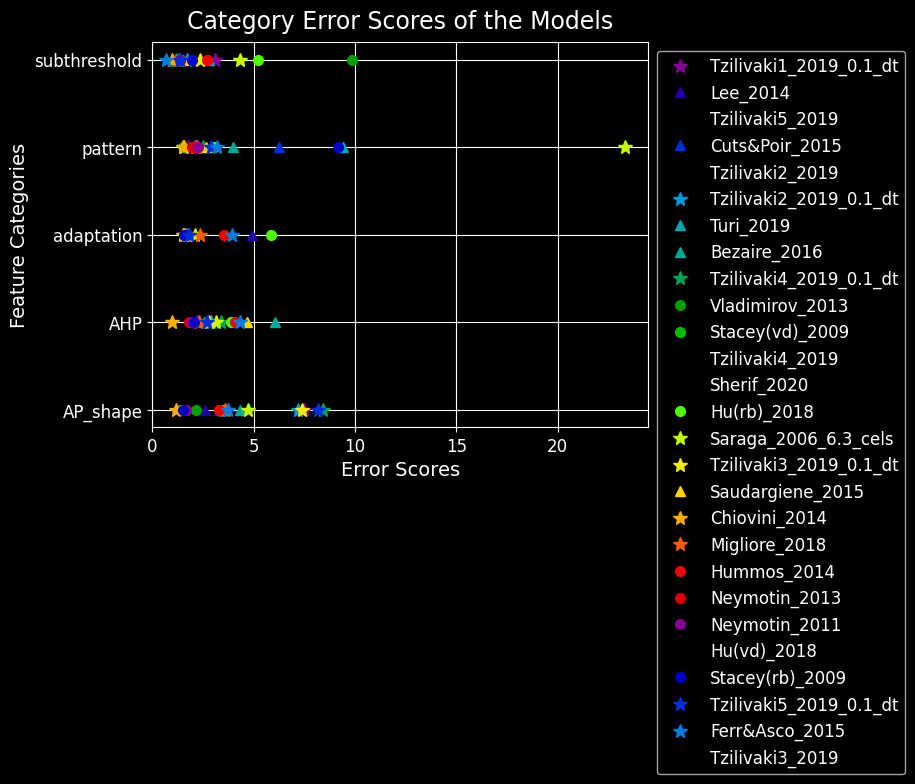 Category Error Scores of the Models
Feature Categories
subthreshold
pattern
adaptation
AHP
AP_shape
0 5 10 15 20
Error Scores
Tzilivaki1_2019_0.1_dt
Lee_2014
Tzilivaki5_2019
Cuts&Poir_2015
Tzilivaki2_2019
Tzilivaki2_2019_0.1_dt
Turi_2019
Bezaire_2016
Tzilivaki4_2019_0.1_dt
Vladimirov_2013
Stacey(vd)_2009
Tzilivaki4_2019
Sherif_2020
Hu(rb)_2018
Saraga_2006_6.3_cels
Tzilivaki3_2019_0.1_dt
Saudargiene_2015
Chiovini_2014
Migliore_2018
Hummos_2014
Neymotin_2013
Neymotin_2011
Hu(vd)_2018
Stacey(rb)_2009
Tzilivaki5_2019_0.1_dt
Ferr&Asco_2015
Tzilivaki3_2019